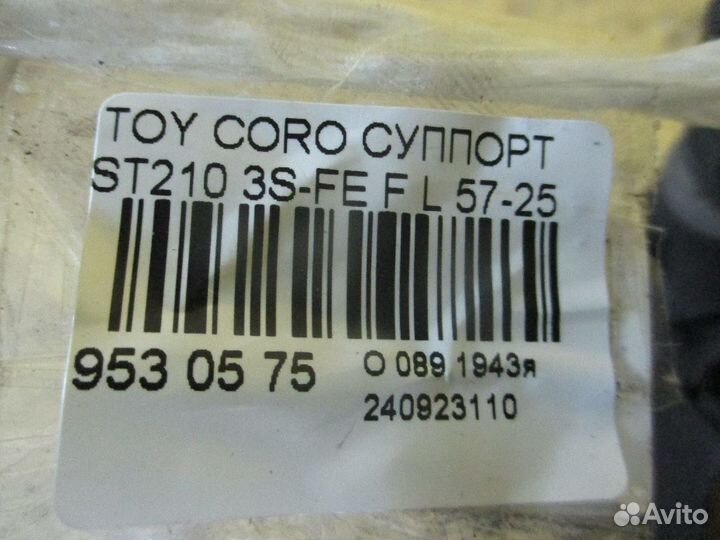 TOY CORO СУППОРТ
ST210 3S-FE F L 57-25
953 05 75
O 089 1943я
240923110
Avito